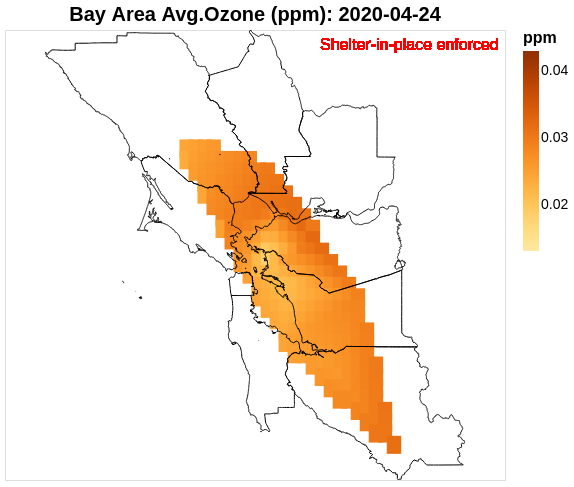 Bay Area Avg.Ozone (ppm): 2020-04-24
Shelter-in-place enforced
ppm
0.04
0.03
0.02